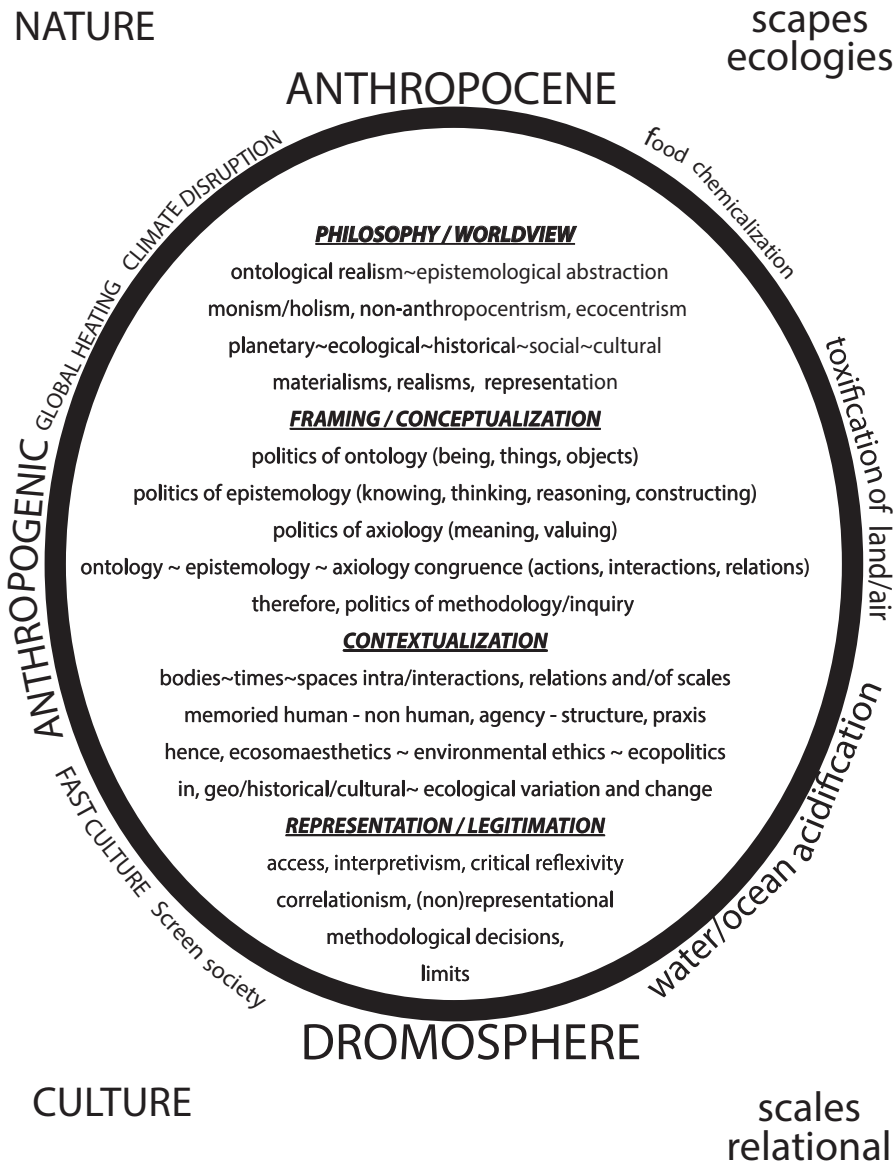 NATURE
scapes
ecologies
ANTHROPOCENE
ANTHROPOGENIC GLOBAL HEATING CLIMATE DISRUPTION
food chemicalization
toxification of land/air
water/ocean acidification
PHILOSOPHY / WORLDVIEW
ontological realism~epistemological abstraction
monism/holism, non-anthropocentrism, ecocentrism
planetary~ecological~historical~social~cultural
materialisms, realisms, representation
FRAMING / CONCEPTUALIZATION
politics of ontology (being, things, objects)
politics of epistemology (knowing, thinking, reasoning, constructing)
politics of axiology (meaning, valuing)
ontology ~ epistemology ~ axiology congruence (actions, interactions, relations)
therefore, politics of methodology/inquiry
CONTEXTUALIZATION
bodies~times~spaces intra/interactions, relations and/of scales
memoried human - non human, agency - structure, praxis
hence, ecosomaesthetics ~ environmental ethics ~ ecopolitics
in, geo/historical/cultural~ ecological variation and change
REPRESENTATION / LEGITIMATION
access, interpretivism, critical reflexivity
correlationism, (non)representational
methodological decisions,
limits
FAST CULTURE Screen society
DROMOSPHERE
CULTURE
scales
relational